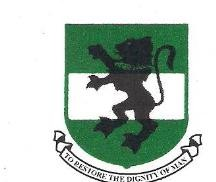 TO RESTORE THE DIGNITY OF MAN